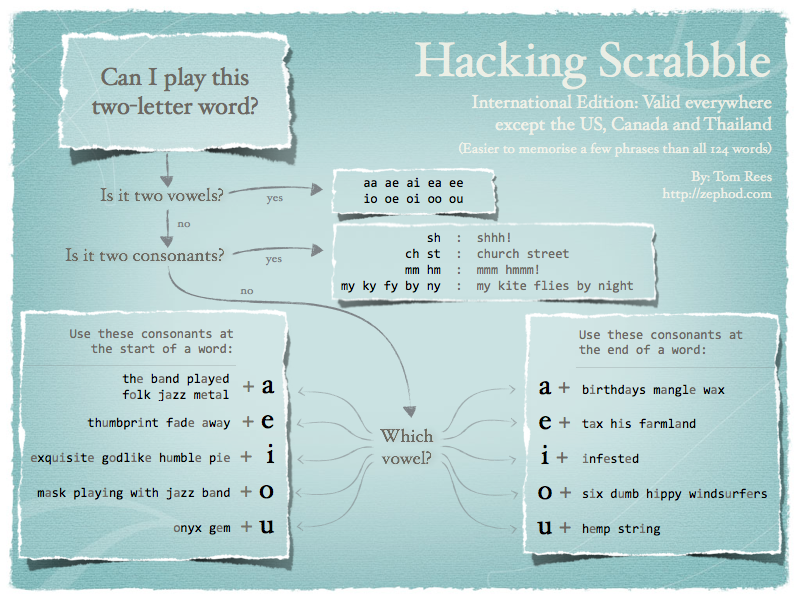 Hacking Scrabble
International Edition: Valid everywhere
except the US, Canada and Thailand
(Easier to memorise a few phrases than all 124 words)
By: Tom Rees
http://zephod.com
Can I play this
two-letter word?
Is it two vowels?
yes
aa ae ai ea ee
io oe oi oo ou
no
Is it two consonants?
yes
sh : shhh!
ch st : church street
mm hm : mmm hmmm!
my ky fy by ny : my kite flies by night
no
Which
vowel?
Use these consonants at
the start of a word:
the band played
folk jazz metal + a
thumbprint fade away + e
exquisite godlike humble pie + i
mask playing with jazz band + o
onyx gem + u
Use these consonants at
the end of a word:
a + birthdays mangle wax
e + tax his farmland
i + infested
o + six dumb hippy windsurfers
u + hemp string